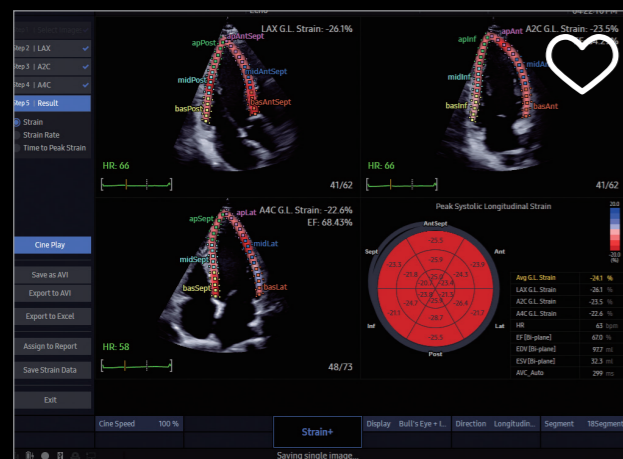 LAX G.L. Strain: -26.1%
apPost
apAntSept
midPost
midAntSept
basPost
basAntSept
HR: 66
41/62
A2C G.L. Strain: -23.5%
apInf
apAnt
midInf
basInf
basAnt
HR: 66
41/62
Step 2 | LAX
Step 3 | A2C
Step 4 | A4C
Step 5 | Result
Strain
Strain Rate
Time to Peak Strain
Cine Play
Save as AVI
Export to AVI
Export to Excel
Assign to Report
Save Strain Data
Exit
A4C G.L. Strain: -22.6%
EF: 68.43%
apLat
midLat
midSept
basSept
basLat
HR: 58
48/73
Peak Systolic Longitudinal Strain
AntSept
Sept
Ant
Inf
Lat
Post
20.0
-20.0
(%)
Avg G.L. Strain -24.1 %
LAX G.L. Strain -26.1 %
A2C G.L. Strain -23.5 %
A4C G.L. Strain -22.6 %
HR 63 bpm
EF [Bi-plane] 67.0 %
EDV [Bi-plane] 97.7 ml
ESV [Bi-plane] 32.3 ml
AVC_Auto 299 ms
Cine Speed 100 %
Strain+
Display Bull's Eye + I...
Direction Longitudin...
Segment 18Segment
Saving single image...